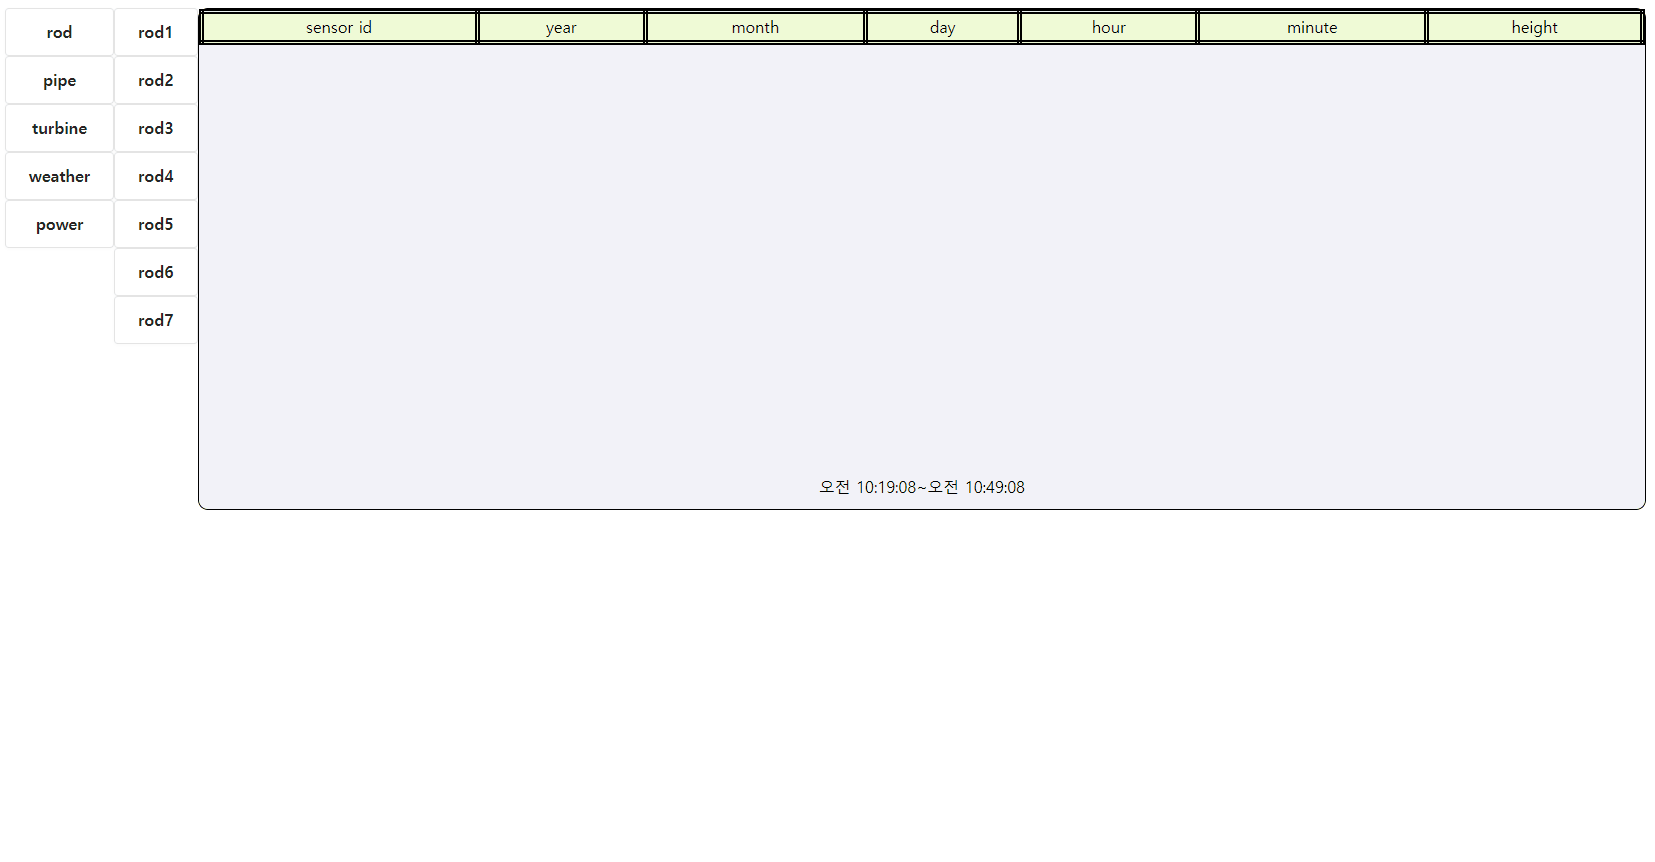 rod
pipe
turbine
weather
power
rod1
rod2
rod3
rod4
rod5
rod6
rod7
sensor id year month day hour minute height
오전 10:19:08~오전 10:49:08